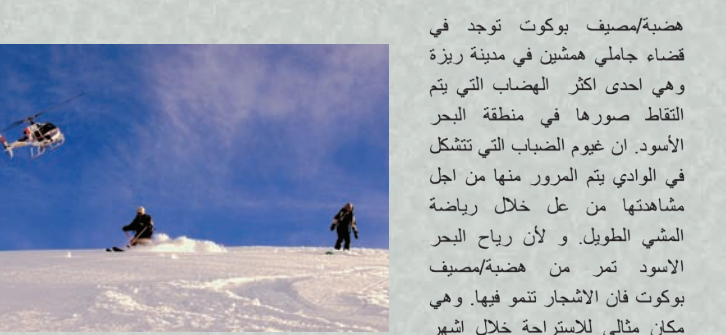 هضبة/مصيف بوكوت توجد في
قضاء جاملي همشين في مدينة ريزة
وهي احدى اكثر الهضاب التي يتم
التقاط صورها في منطقة البحر
الأسود. ان غيوم الضباب التي تتشكل
في الوادي يتم المرور منها من اجل
مشاهدتها من عل خلال رياضة
المشي الطويل. و لأن رياح البحر
الاسود تمر من هضبة/مصيف
بوكوت فان الاشجار تنمو فيها. وهي
مكان مثالي للاستراحة خلال اشهر